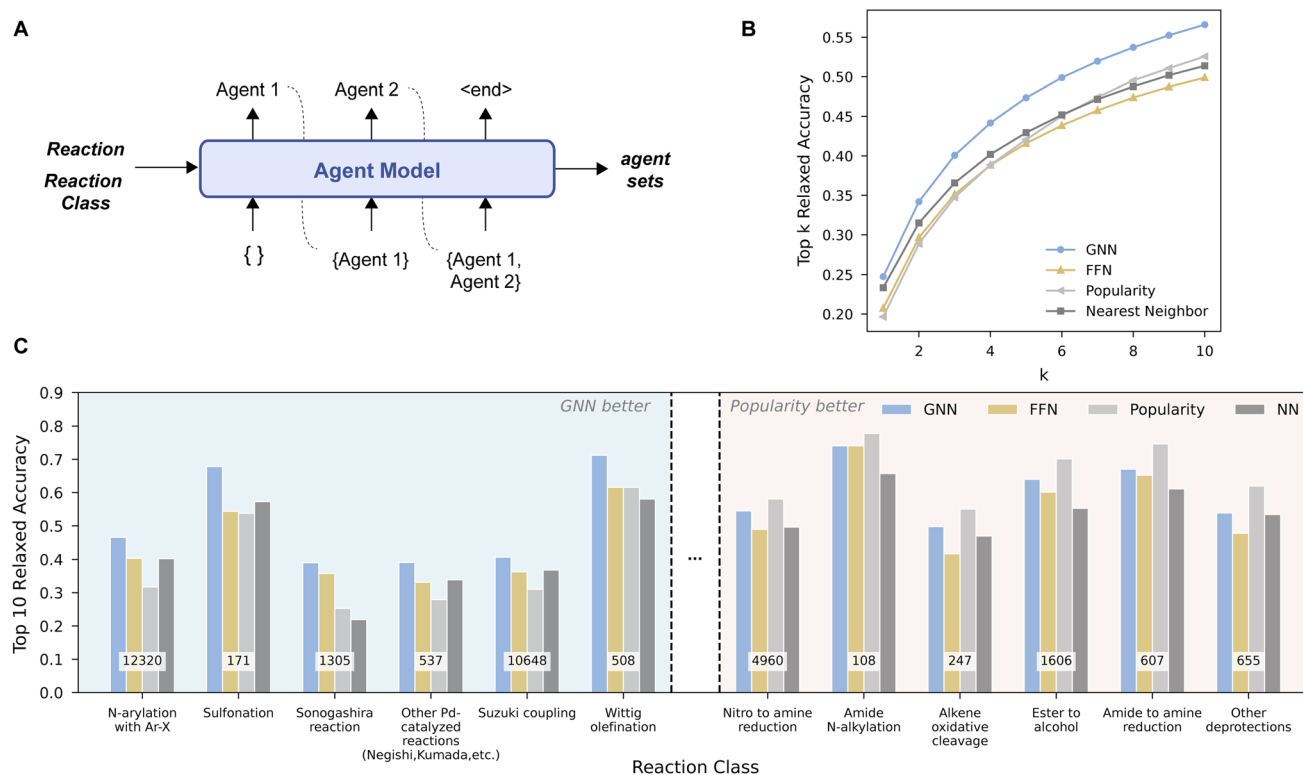 A
Agent 1
Agent 2
<end>
Reaction
Reaction
Class
Agent Model
agent
sets
{ }
{Agent 1}
{Agent 1,
Agent 2}
B
Top k Relaxed Accuracy
0.55
0.50
0.45
0.40
0.35
0.30
0.25
0.20
GNN
FFN
Popularity
Nearest Neighbor
2
4
6
8
10
k
C
Top 10 Relaxed Accuracy
0.9
0.8
0.7
0.6
0.5
0.4
0.3
0.2
0.1
0.0
GNN better
...
Popularity better
GNN
FFN
Popularity
NN
12320
171
1305
537
10648
508
4960
108
247
1606
607
655
N-arylation
with Ar-X
Sulfonation
Sonogashira
reaction
Other Pd-
catalyzed
reactions
(Negishi,Kumada,etc.)
Suzuki coupling
Wittig
olefination
Nitro to amine
reduction
Amide
N-alkylation
Alkene
oxidative
cleavage
Ester to
alcohol
Amide to amine
reduction
Other
deprotections
Reaction Class